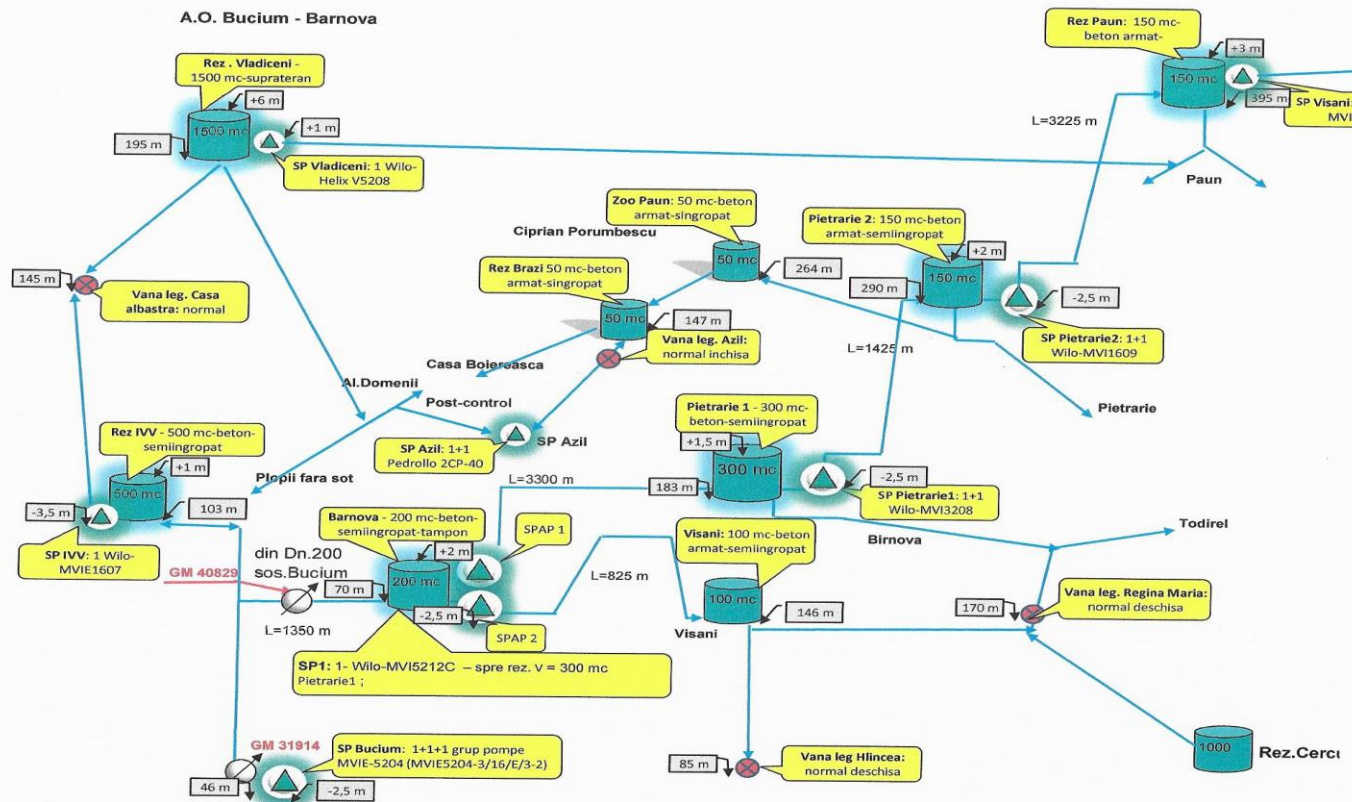 A.O. Bucium - Barnova
Rez . Vladiceni -
1500 mc-suprateran
+6 m
1500 mc
+1 m
195 m
SP Vladiceni: 1 Wilo-
Helix V5208
Rez Paun: 150 mc-
beton armat-
+3 m
150 mc
395 m
SP Visani:
MVI
L=3225 m
Paun
Zoo Paun: 50 mc-beton
armat-singropat
Ciprian Porumbescu
50 mc
264 m
Pietrarie 2: 150 mc-beton
armat-semiingropat
+2 m
150 mc
290 m
-2,5 m
SP Pietrarie2: 1+1
Wilo-MVI1609
L=1425 m
Pietrarie
145 m
Vana leg. Casa
albastra: normal
Rez Brazi 50 mc-beton
armat-singropat
50 mc
147 m
Vana leg. Azil:
normal inchisa
Casa Boiereasca
Al.Domenii
Post-control
SP Azil
SP Azil: 1+1
Pedrollo 2CP-40
Plopii fara sot
Pietrarie 1 - 300 mc-
beton-semiingropat
+1,5 m
300 mc
183 m
-2,5 m
SP Pietrarie1: 1+1
Wilo-MVI3208
Rez IVV - 500 mc-beton-
semiingropat
+1 m
500 mc
-3,5 m
103 m
SP IVV: 1 Wilo-
MVIE1607
L=3300 m
Barnova - 200 mc-beton-
semiingropat-tampon
+2 m
200 mc
70 m
-2,5 m
SPAP 1
SPAP 2
L=825 m
Visani: 100 mc-beton
armat-semiingropat
100 mc
146 m
Visani
Birnova
Todirel
170 m
Vana leg. Regina Maria:
normal deschisa
din Dn.200
sos.Bucium
GM 40829
L=1350 m
SP1: 1- Wilo-MVI5212C – spre rez. V = 300 mc
Pietrarie1 ;
GM 31914
46 m
-2,5 m
SP Bucium: 1+1+1 grup pompe
MVIE-5204 (MVIE5204-3/16/E/3-2)
85 m
Vana leg Hlincea:
normal deschisa
1000
Rez.Cercu